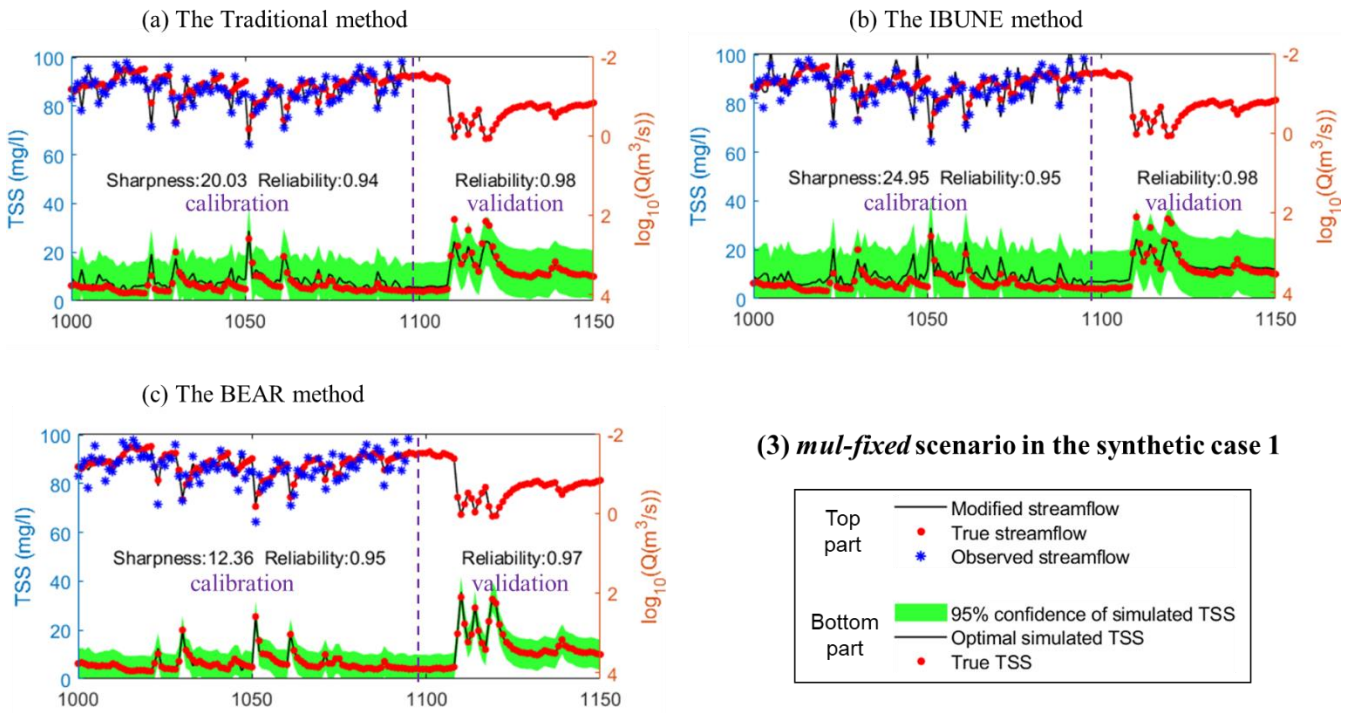 (a) The Traditional method
100
80
60
40
20
0
TSS (mg/l)
-2
0
2
4
log10(Q(m3/s))
Sharpness:20.03 Reliability:0.94
calibration
Reliability:0.98
validation
1000
1050
1100
1150
(b) The IBUNE method
100
80
60
40
20
0
TSS (mg/l)
-2
0
2
4
log10(Q(m3/s))
Sharpness:24.95 Reliability:0.95
calibration
Reliability:0.98
validation
1000
1050
1100
1150
(c) The BEAR method
100
80
60
40
20
0
TSS (mg/l)
-2
0
2
4
log10(Q(m3/s))
Sharpness:12.36 Reliability:0.95
calibration
Reliability:0.97
validation
1000
1050
1100
1150
(3) mul-fixed scenario in the synthetic case 1
Top
part
Modified streamflow
True streamflow
Observed streamflow
Bottom
part
95% confidence of simulated TSS
Optimal simulated TSS
True TSS